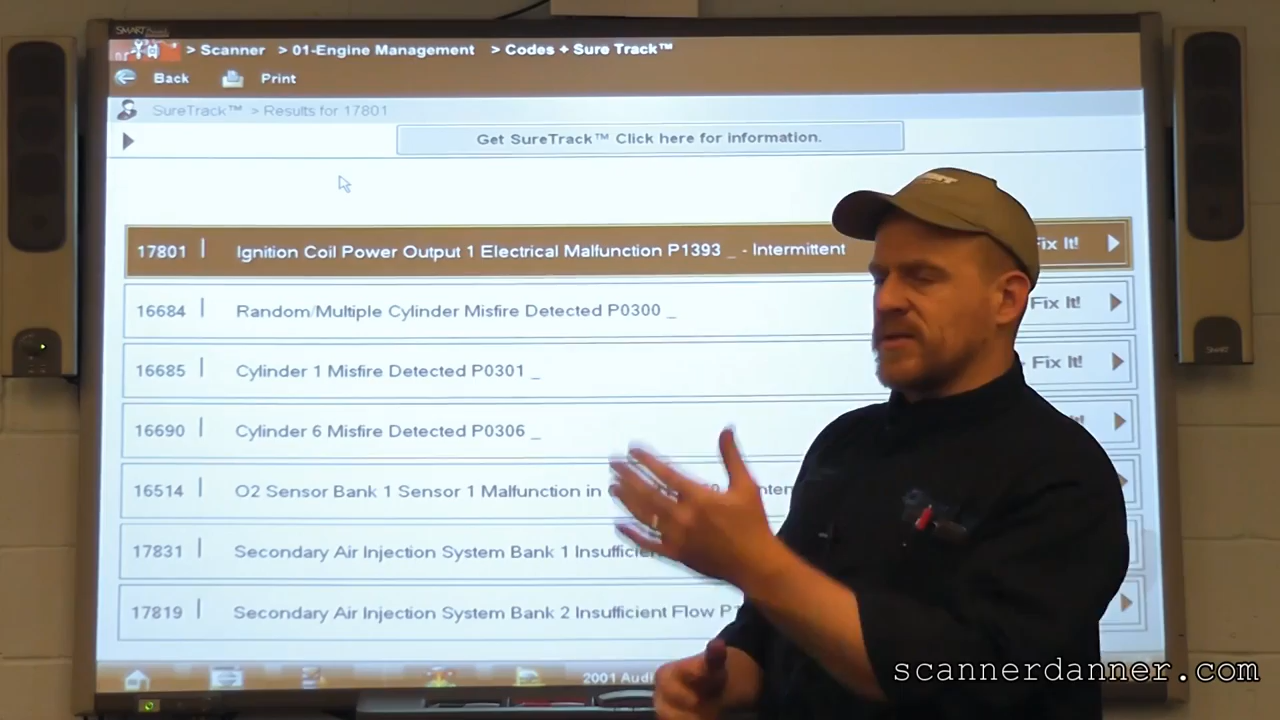 SMART
> Scanner > 01-Engine Management > Codes + Sure Track™
Back Print
SureTrack™ > Results for 17801
Get SureTrack™ Click here for information.
17801 | Ignition Coil Power Output 1 Electrical Malfunction P1393 _ - Intermittent Fix It!
16684 | Random/Multiple Cylinder Misfire Detected P0300 _ Fix It!
16685 | Cylinder 1 Misfire Detected P0301 _ Fix It!
16690 | Cylinder 6 Misfire Detected P0306 _
16514 | O2 Sensor Bank 1 Sensor 1 Malfunction in
17831 | Secondary Air Injection System Bank 1
17819 | Secondary Air Injection System Bank 2 Insufficient Flow
2001 Audi
scannerdanner.com